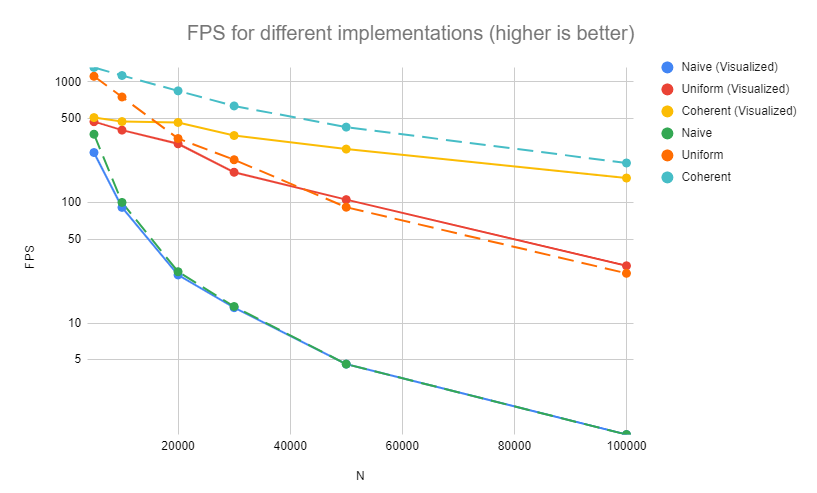 FPS for different implementations (higher is better)
Naive (Visualized)
Uniform (Visualized)
Coherent (Visualized)
Naive
Uniform
Coherent
1000
500
100
50
10
5
FPS
20000 40000 60000 80000 100000
N